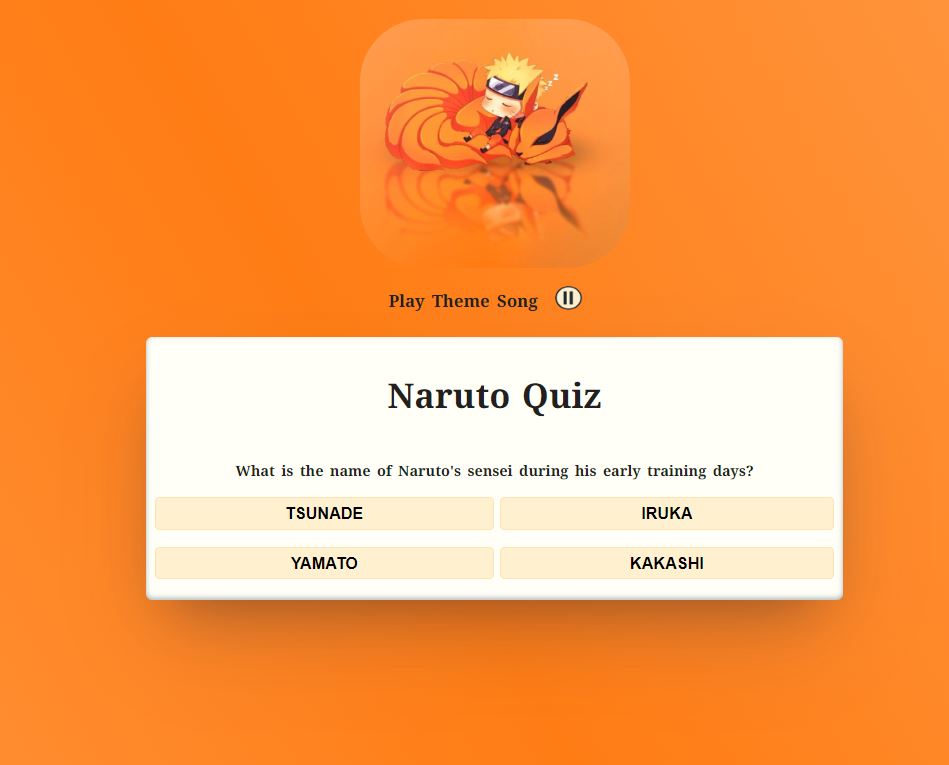 z
z
z
Play Theme Song
Naruto Quiz
What is the name of Naruto's sensei during his early training days?
TSUNADE
IRUKA
YAMATO
KAKASHI